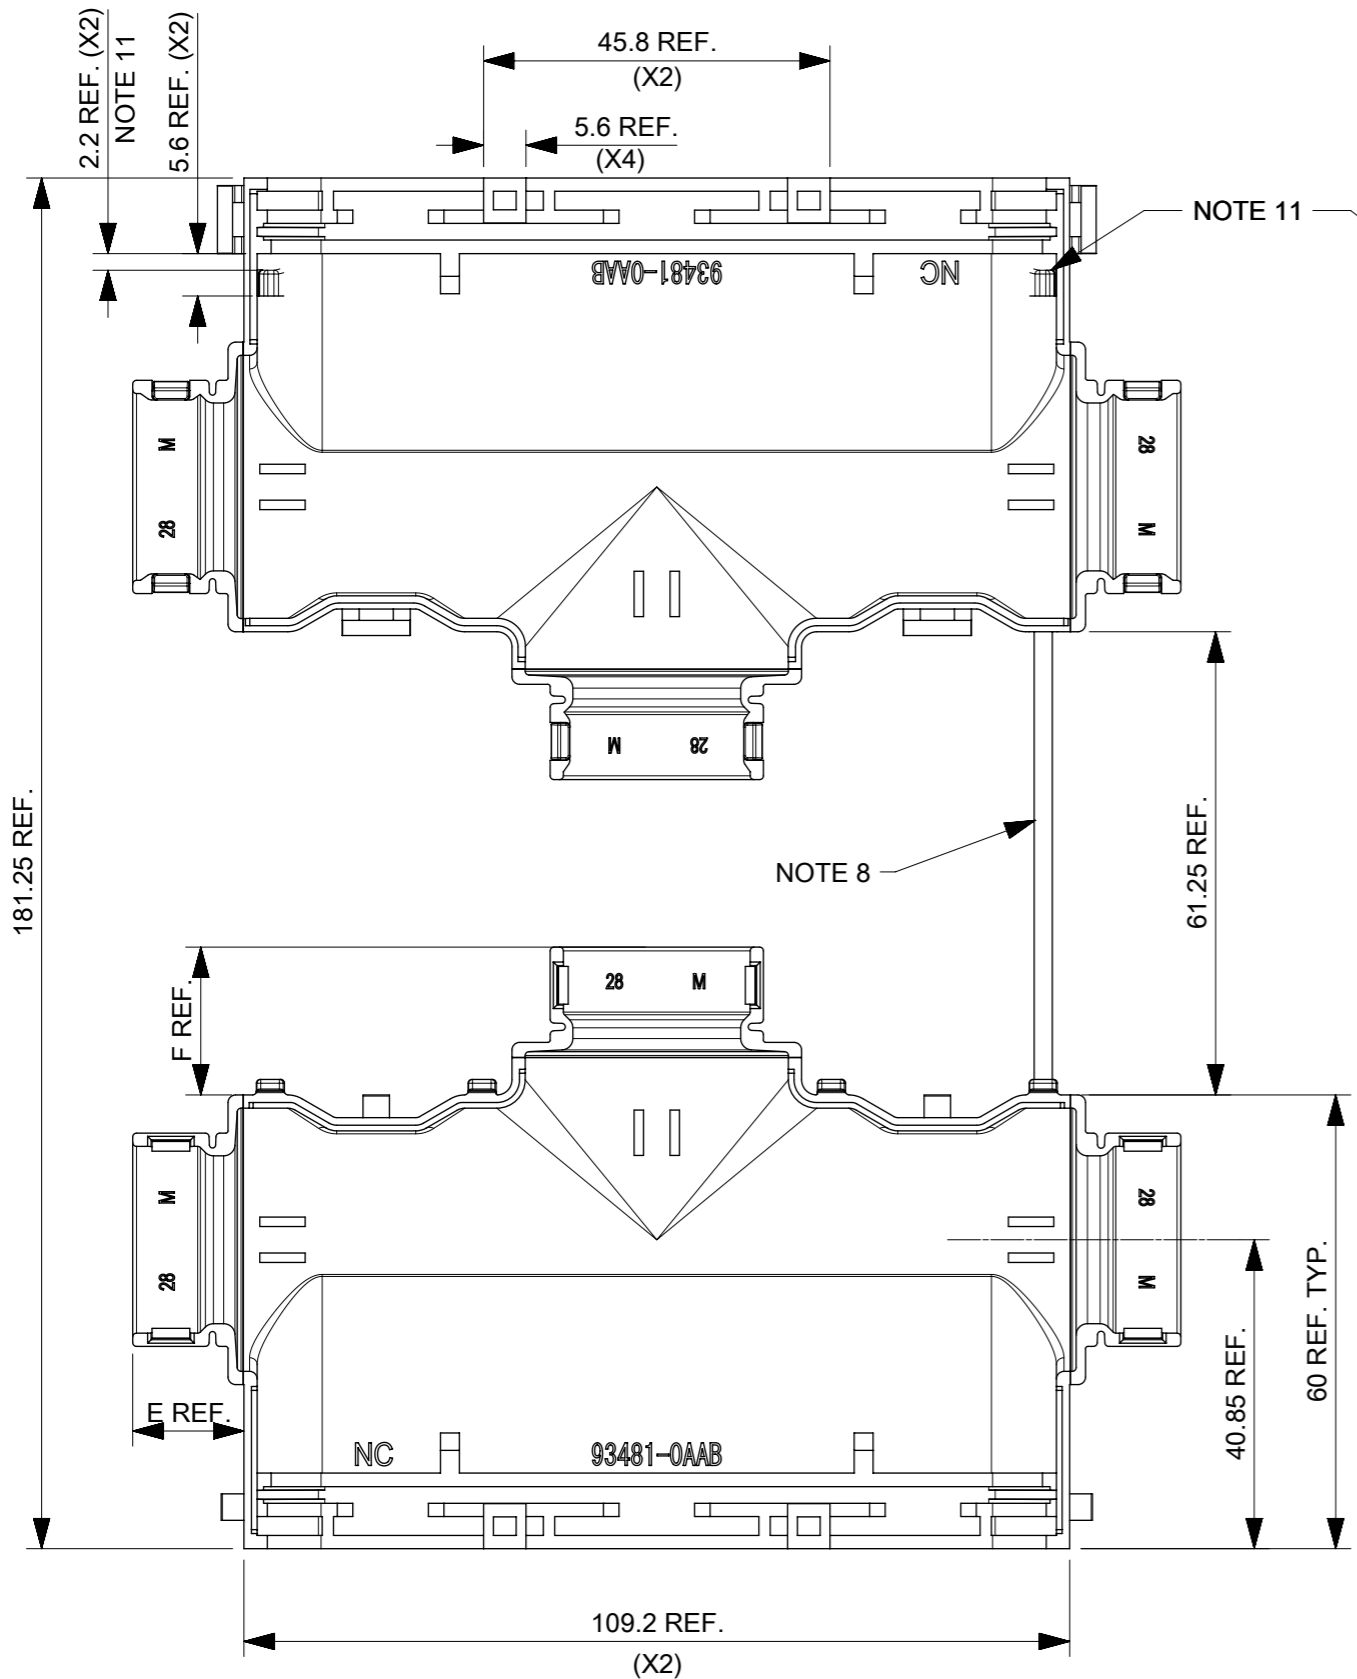 2.2 REF. (X2)
NOTE 11
5.6 REF. (X2)
45.8 REF.
(X2)
5.6 REF.
(X4)
NOTE 11
93481-0AAB
NC
M
28
28
M
M
28
181.25 REF.
NOTE 8
61.25 REF.
F REF.
28
M
M
28
28
M
E REF.
NC
93481-0AAB
40.85 REF.
60 REF. TYP.
109.2 REF.
(X2)